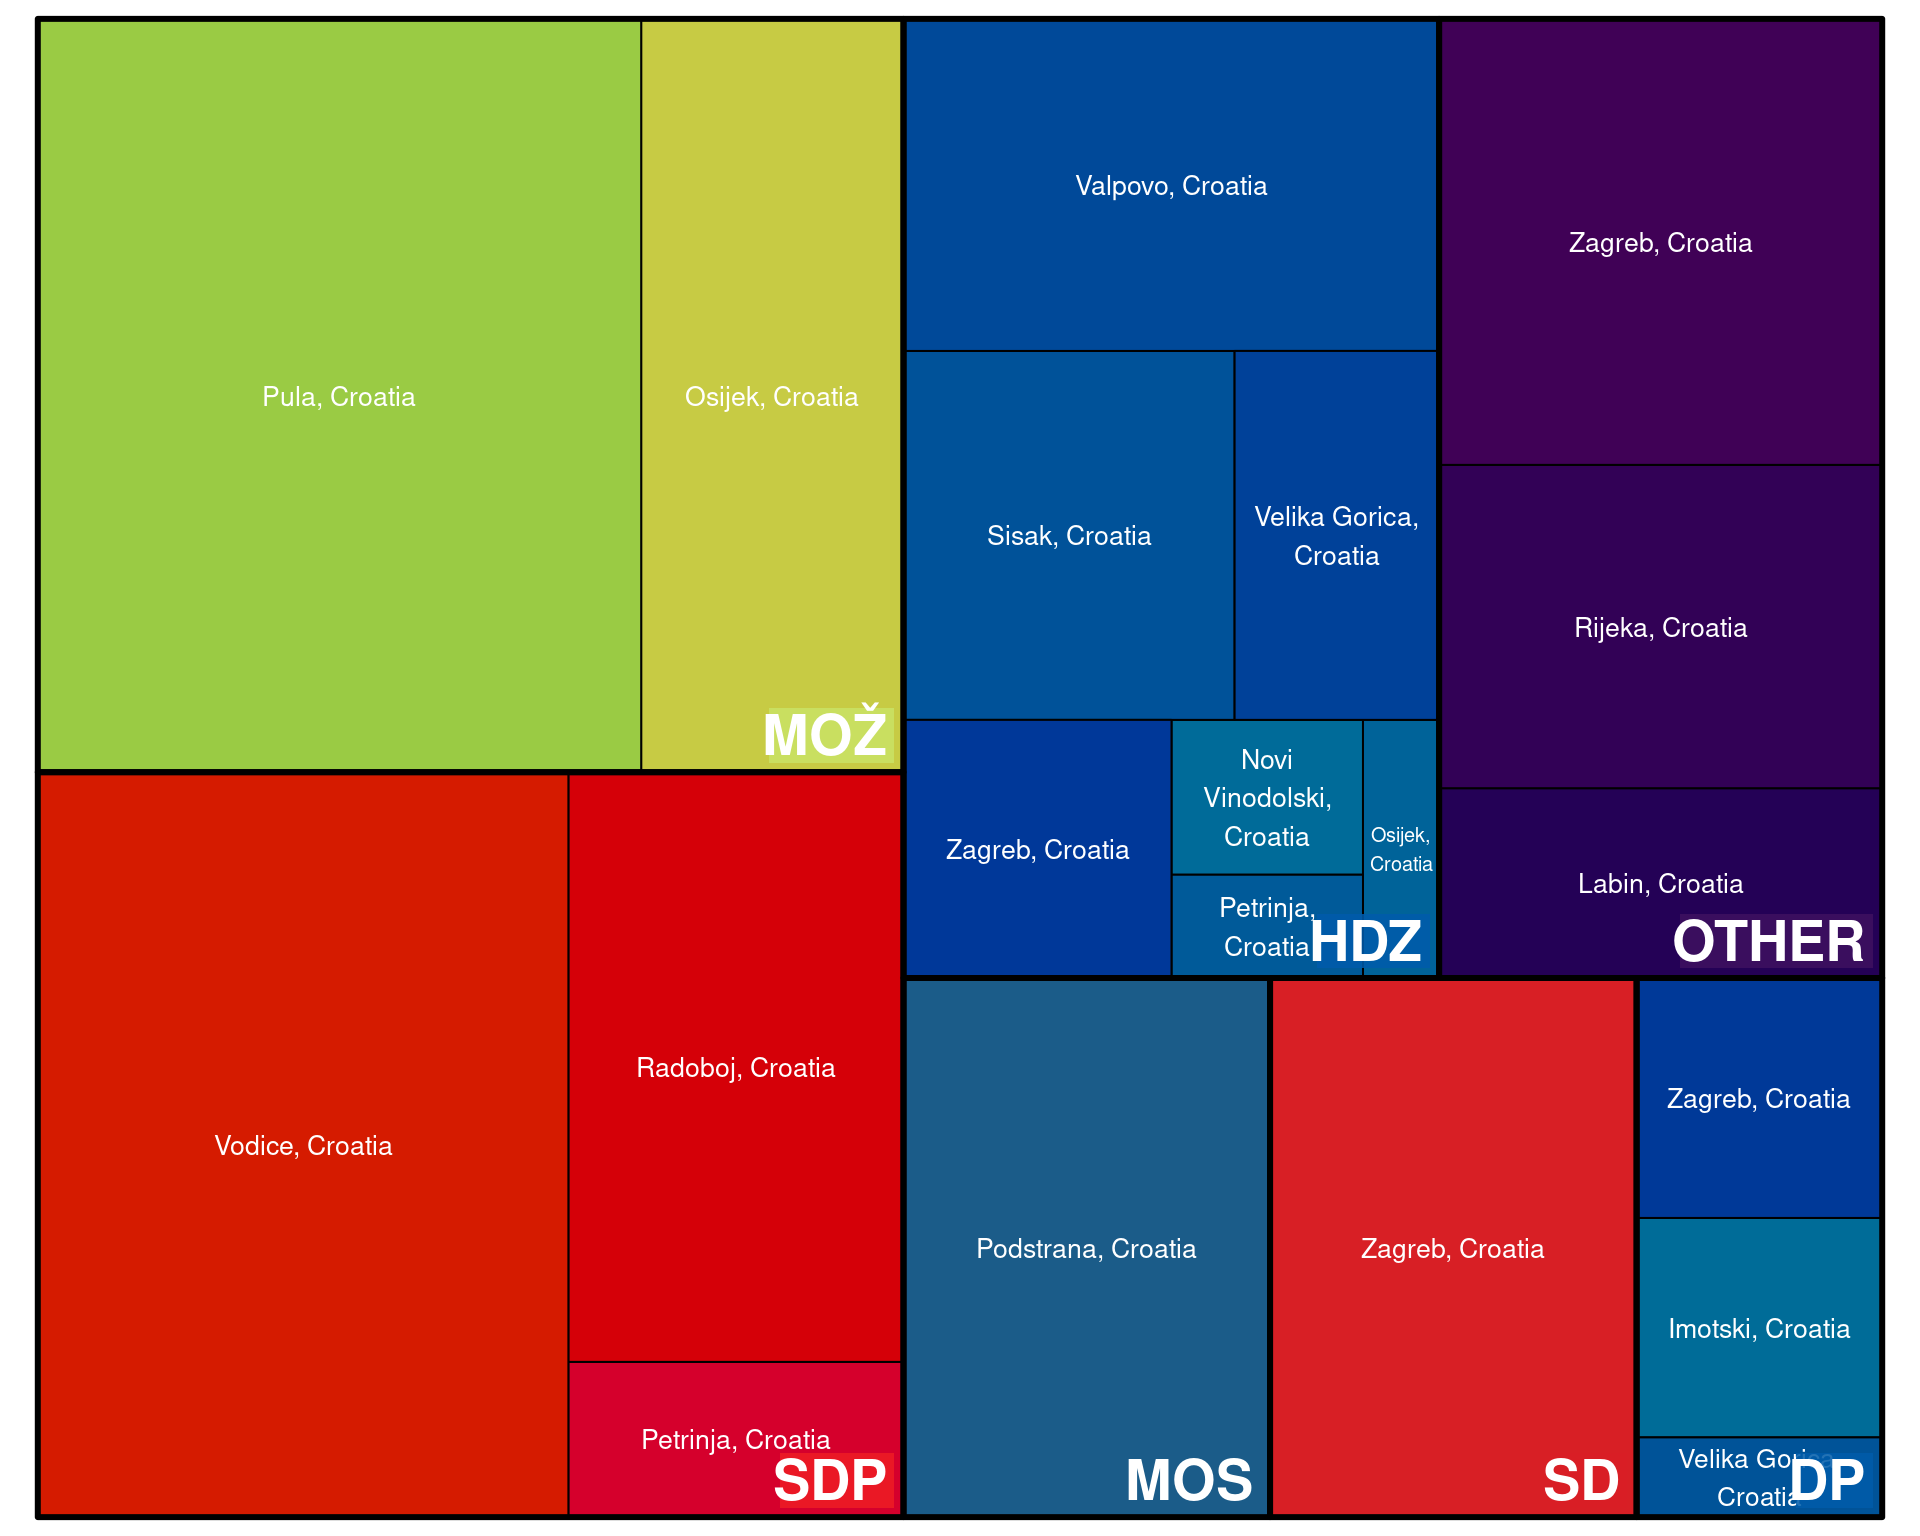 Pula, Croatia
Osijek, Croatia
MOŽ
Vodice, Croatia
Radoboj, Croatia
Petrinja, Croatia
SDP
Valpovo, Croatia
Sisak, Croatia
Velika Gorica,
Croatia
Zagreb, Croatia
Novi
Vinodolski,
Croatia
Petrinja,
Croatia
Osijek,
Croatia
HDZ
Zagreb, Croatia
Rijeka, Croatia
Labin, Croatia
OTHER
Podstrana, Croatia
MOS
Zagreb, Croatia
SD
Zagreb, Croatia
Imotski, Croatia
Velika Gorica,
Croatia
DP